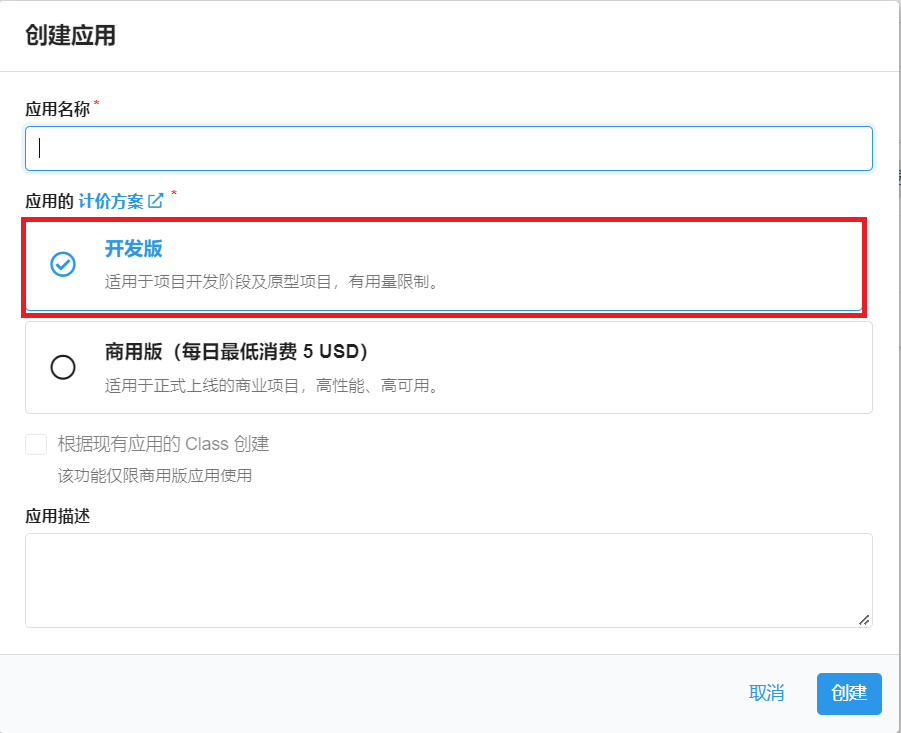 创建应用
应用名称 *
应用的 计价方案 *
开发版
适用于项目开发阶段及原型项目，有用量限制。
商用版（每日最低消费 5 USD）
适用于正式上线的商业项目，高性能、高可用。
根据现有应用的 Class 创建
该功能仅限商用版应用使用
应用描述
取消 创建